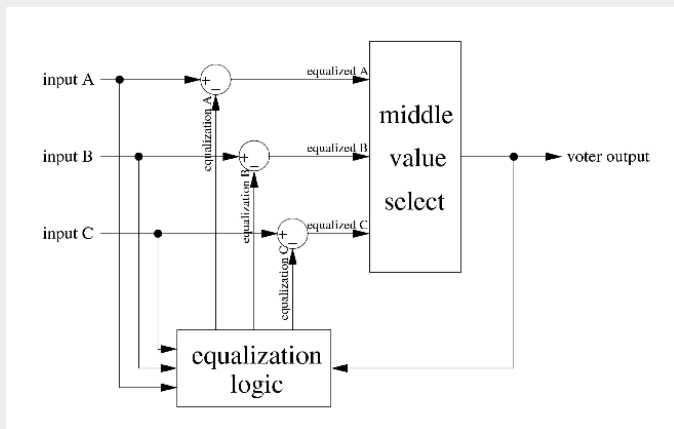 input A
+
−
equalized A
equalization A
middle
value
select
input B
+
−
equalized B
equalization B
voter output
input C
+
−
equalized C
equalization C
equalization
logic